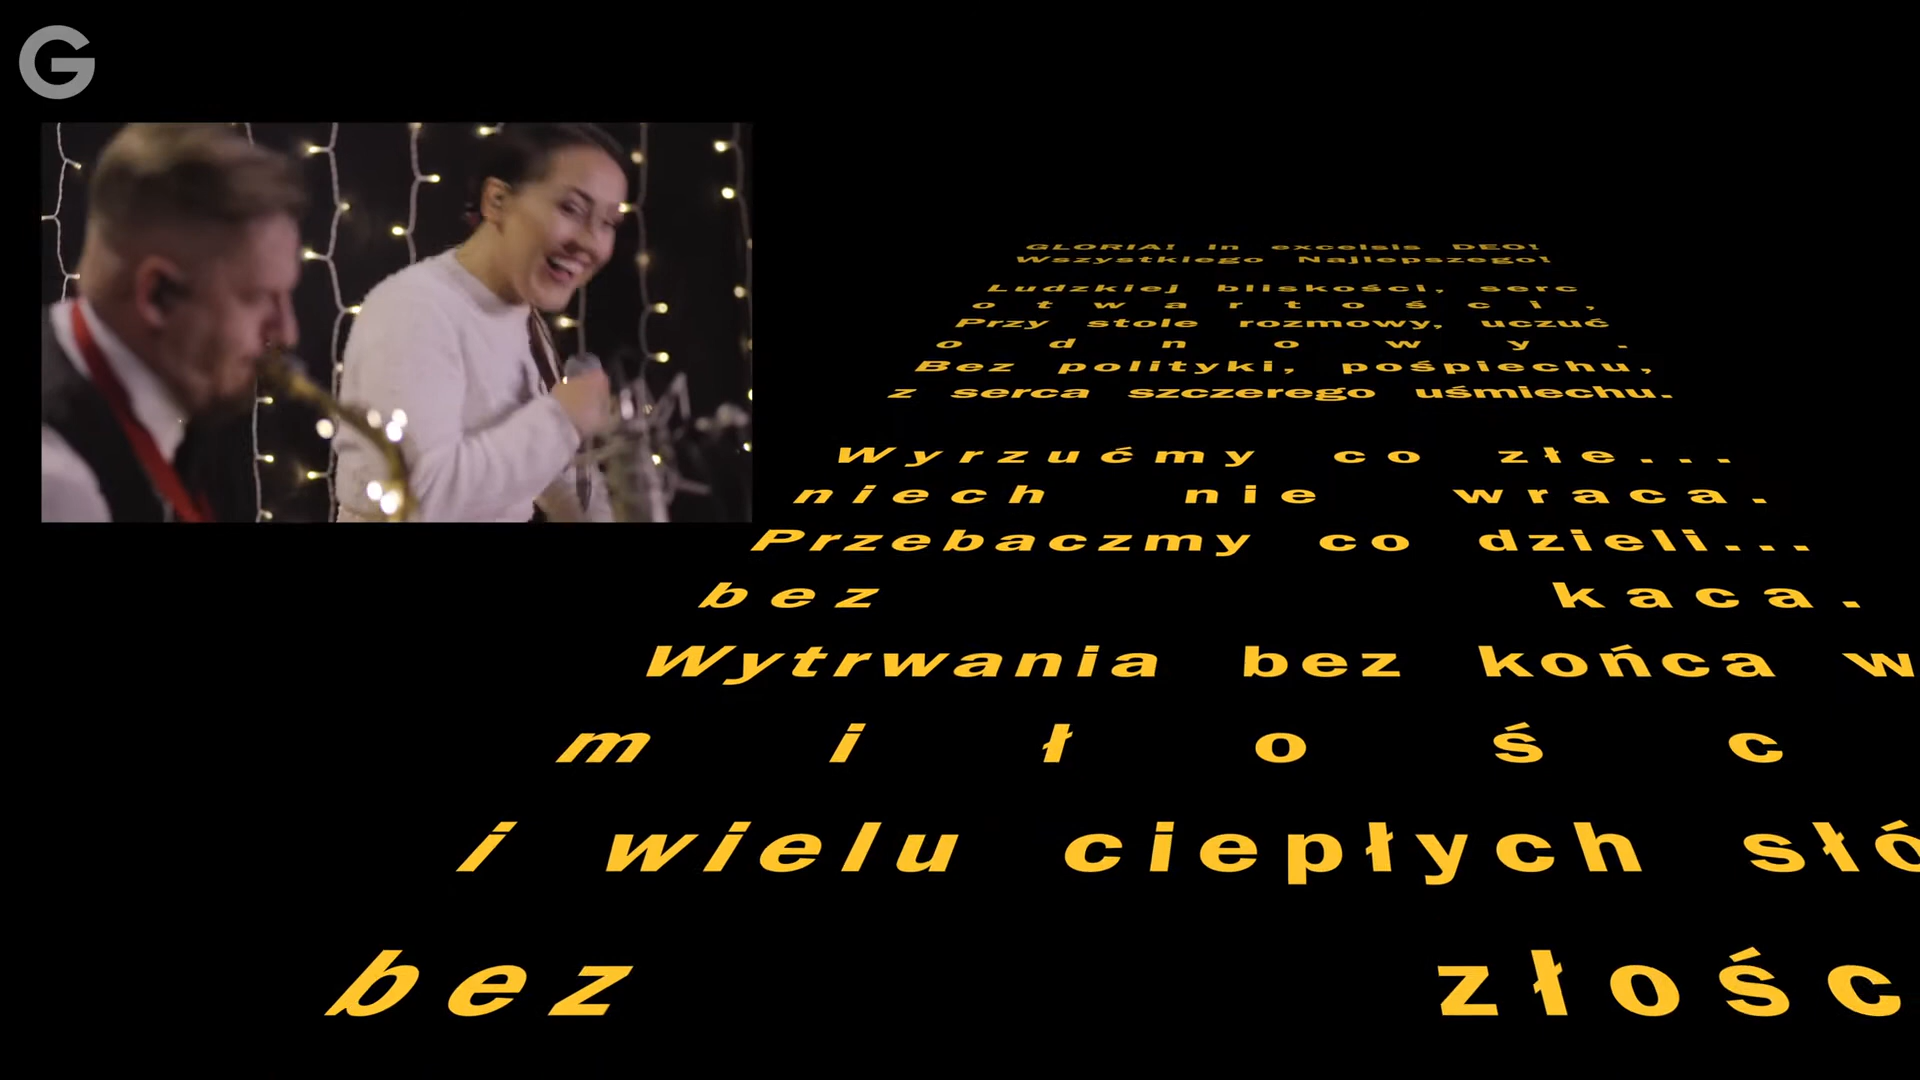 G
GLORIA! in excelsis DEO!
Wszystkiego Najlepszego!
Ludzkiej bliskości, serc
otwartości,
Przy stole rozmowy, uczuć
odnowy.
Bez polityki, pośpiechu,
z serca szczerego uśmiechu.
Wyrzućmy co złe...
niech nie wraca.
Przebaczmy co dzieli...
bez kaca.
Wytrwania bez końca w
miłośc
i wielu ciepłych słó
bez złośc